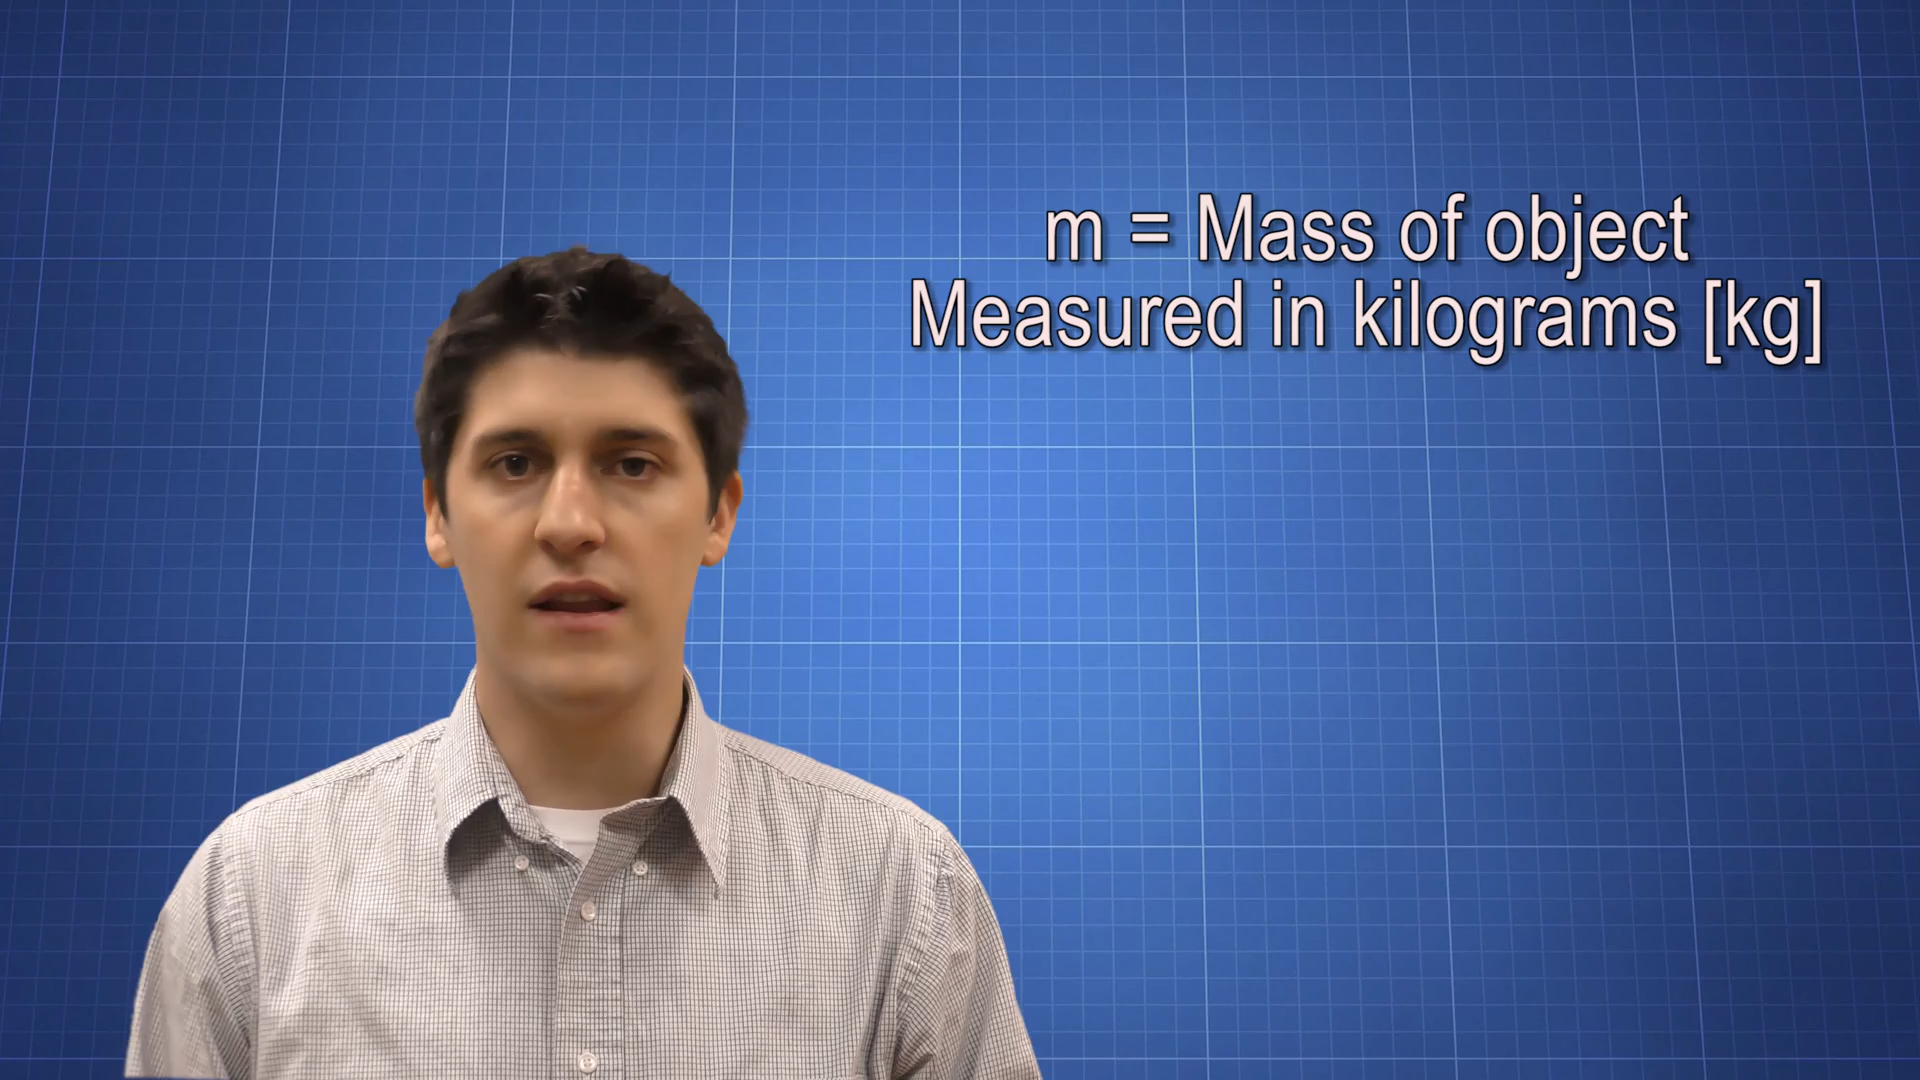 m = Mass of object
Measured in kilograms [kg]